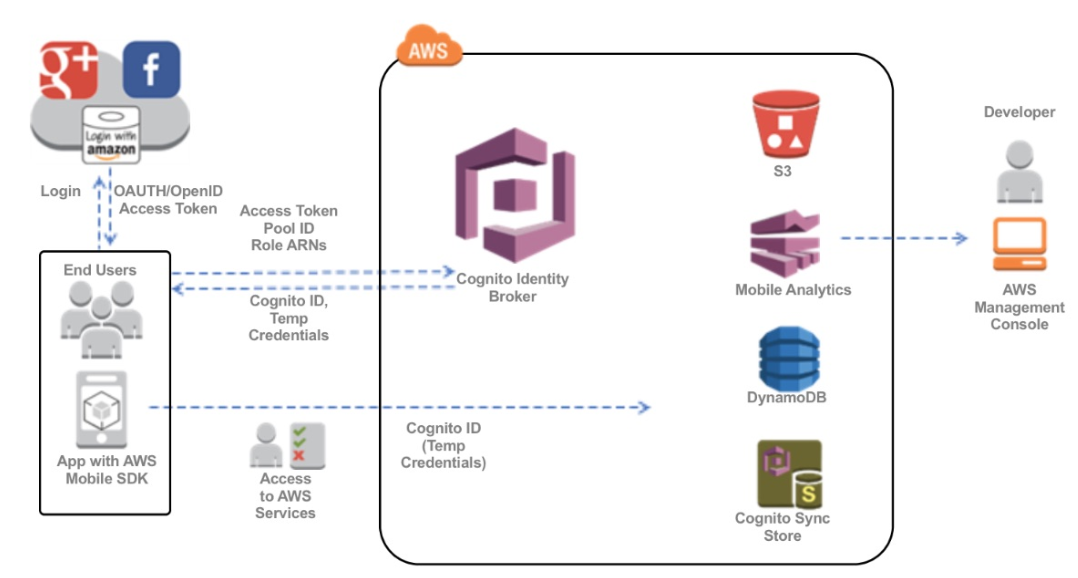 AWS
g+
f
Login with
amazon
Login
OAUTH/OpenID
Access Token
Access Token
Pool ID
Role ARNs
End Users
Cognito ID,
Temp
Credentials
Cognito Identity
Broker
App with AWS
Mobile SDK
Access
to AWS
Services
Cognito ID
(Temp
Credentials)
S3
Mobile Analytics
DynamoDB
S
Cognito Sync
Store
Developer
AWS
Management
Console